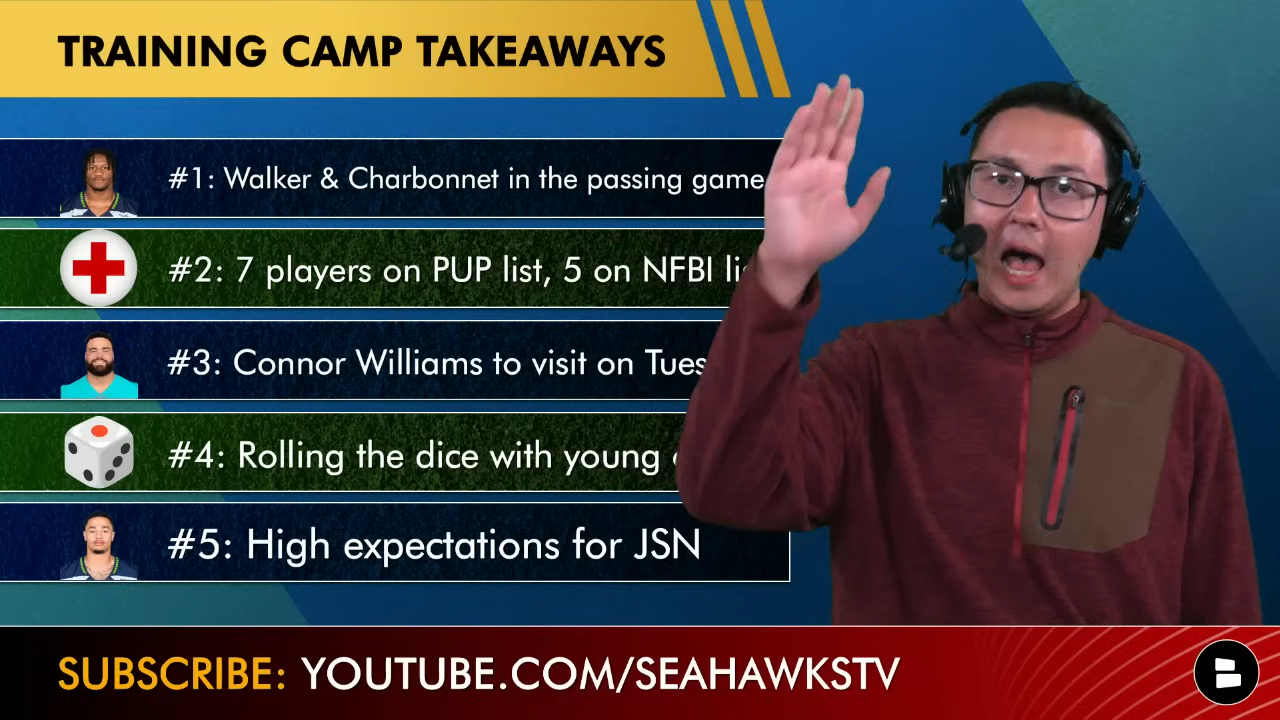 TRAINING CAMP TAKEAWAYS
#1: Walker & Charbonnet in the passing game
#2: 7 players on PUP list, 5 on NFBI
#3: Connor Williams to visit on
#4: Rolling the dice with young
#5: High expectations for JSN
SUBSCRIBE: YOUTUBE.COM/SEAHAWKSTV